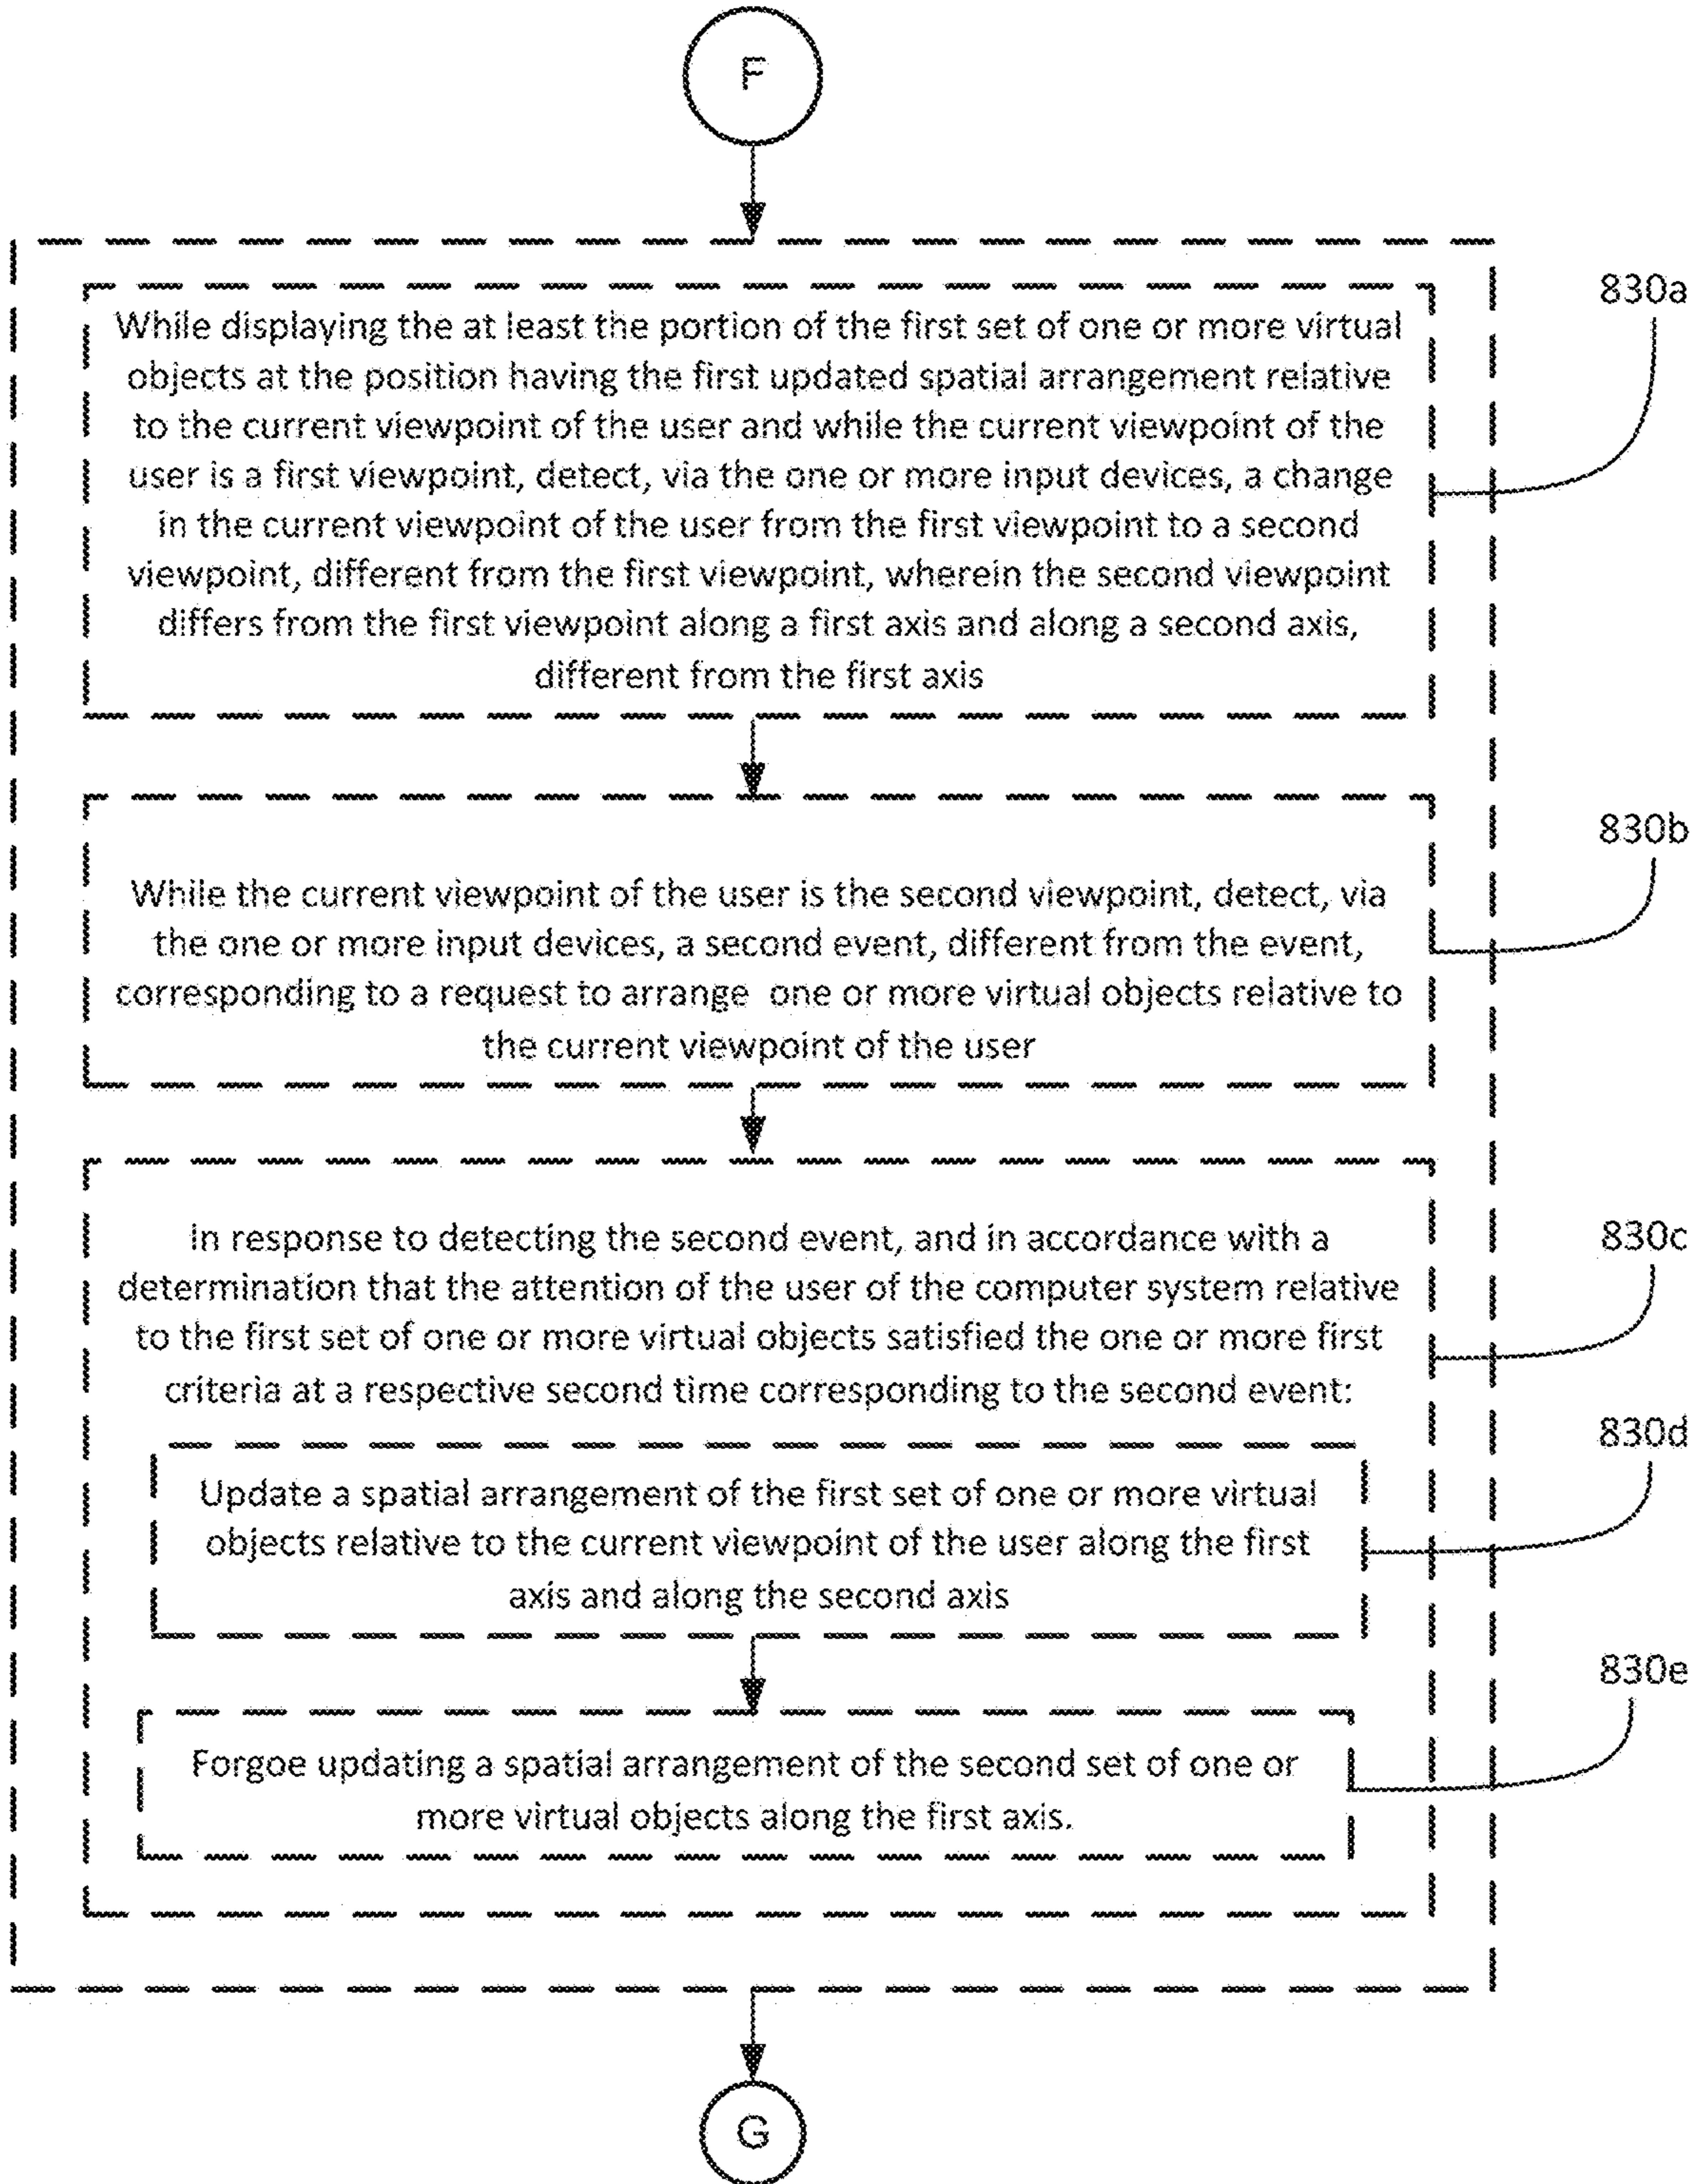 F
830a
While displaying the at least the portion of the first set of one or more virtual
objects at the position having the first updated spatial arrangement relative
to the current viewpoint of the user and while the current viewpoint of the
user is a first viewpoint, detect, via the one or more input devices, a change
in the current viewpoint of the user from the first viewpoint to a second
viewpoint, different from the first viewpoint, wherein the second viewpoint
differs from the first viewpoint along a first axis and along a second axis,
different from the first axis
830b
While the current viewpoint of the user is the second viewpoint, detect, via
the one or more input devices, a second event, different from the event,
corresponding to a request to arrange one or more virtual objects relative to
the current viewpoint of the user
830c
In response to detecting the second event, and in accordance with a
determination that the attention of the user of the computer system relative
to the first set of one or more virtual objects satisfied the one or more first
criteria at a respective second time corresponding to the second event:
830d
Update a spatial arrangement of the first set of one or more virtual
objects relative to the current viewpoint of the user along the first
axis and along the second axis
830e
Forgoe updating a spatial arrangement of the second set of one or
more virtual objects along the first axis.
G